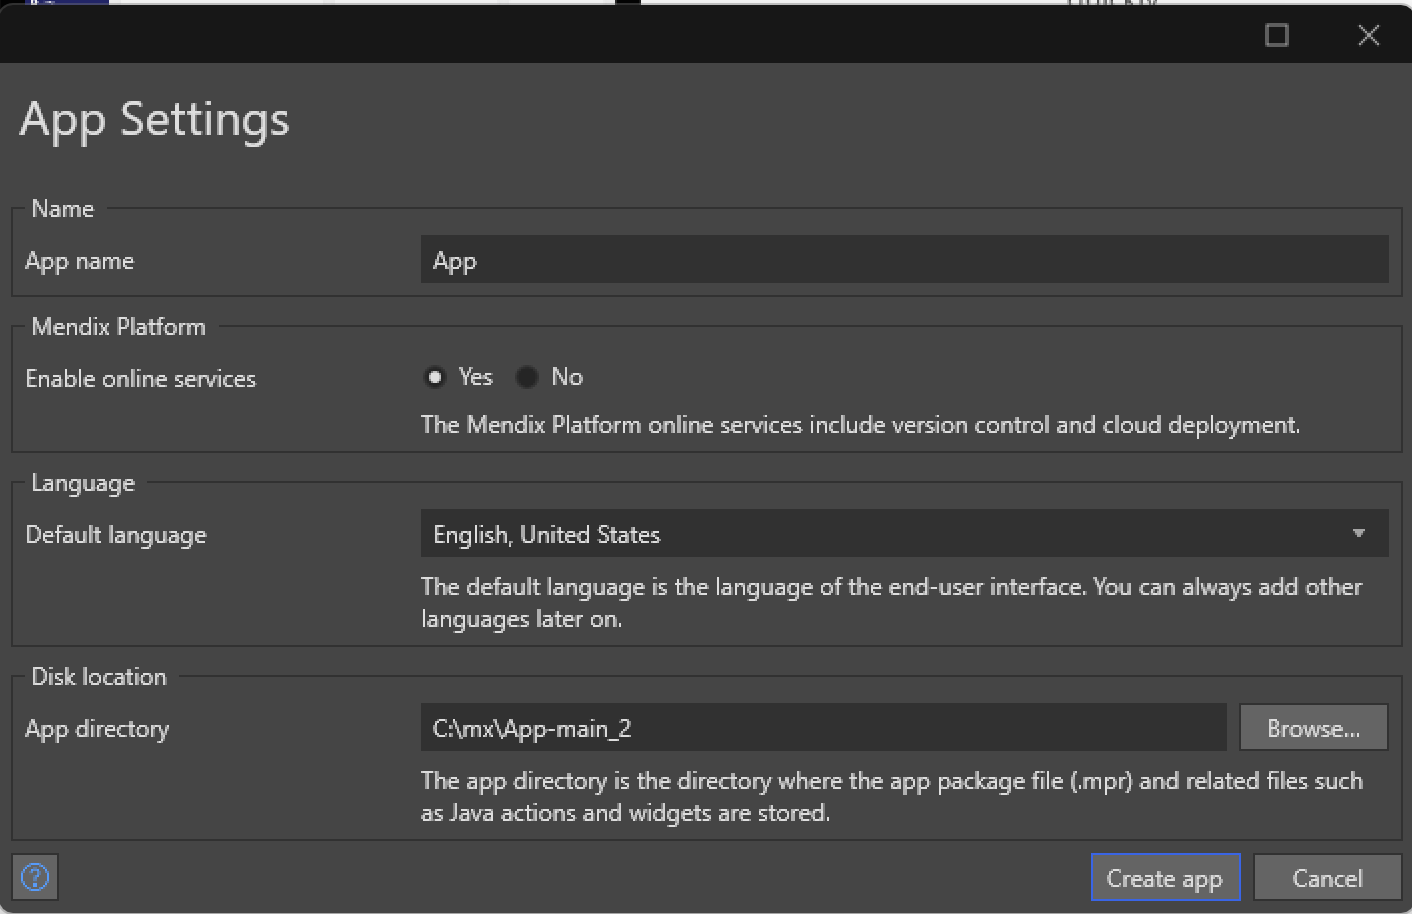 App Settings
Name
App name
App
Mendix Platform
Enable online services
Yes
No
The Mendix Platform online services include version control and cloud deployment.
Language
Default language
English, United States
The default language is the language of the end-user interface. You can always add other
languages later on.
Disk location
App directory
C:\mx\App-main_2
Browse...
The app directory is the directory where the app package file (.mpr) and related files such
as Java actions and widgets are stored.
?
Create app
Cancel